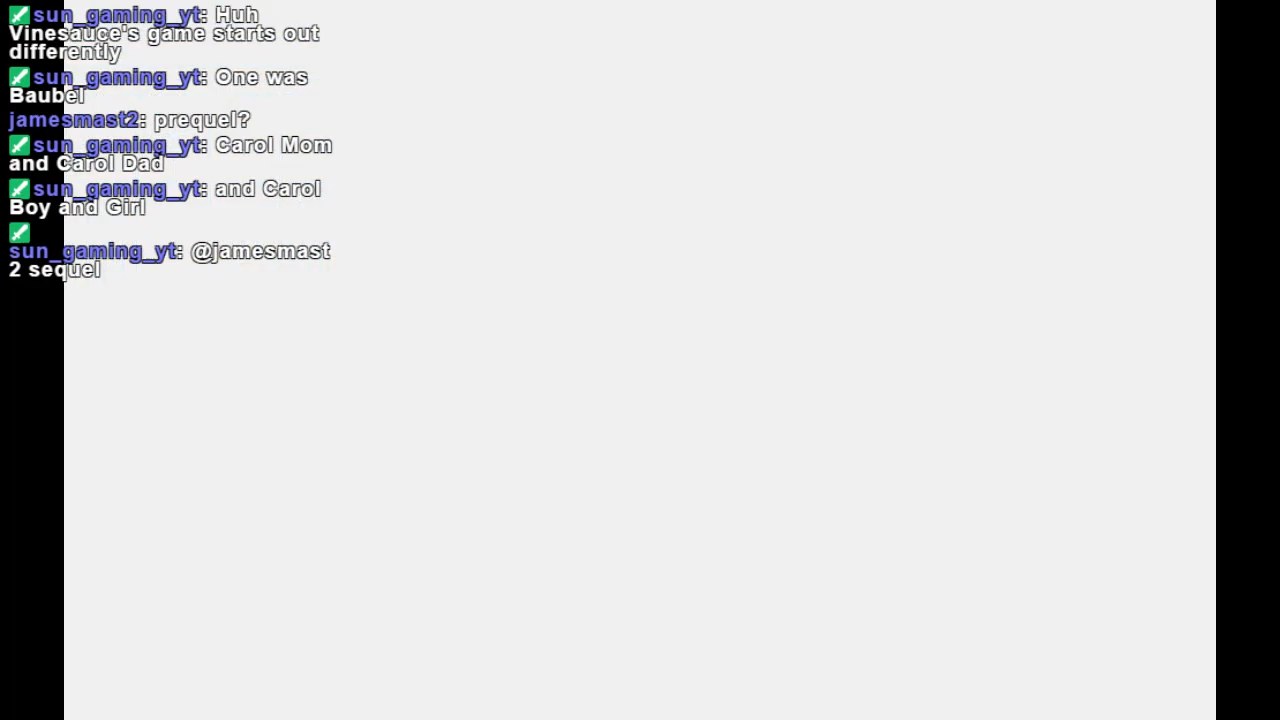 sun_gaming_yt: Huh
Vinesauce's game starts out
differently
sun_gaming_yt: One was
Baubel
jamesmast2: prequel?
sun_gaming_yt: Carol Mom
and Carol Dad
sun_gaming_yt: and Carol
Boy and Girl
sun_gaming_yt: @jamesmast
2 sequel